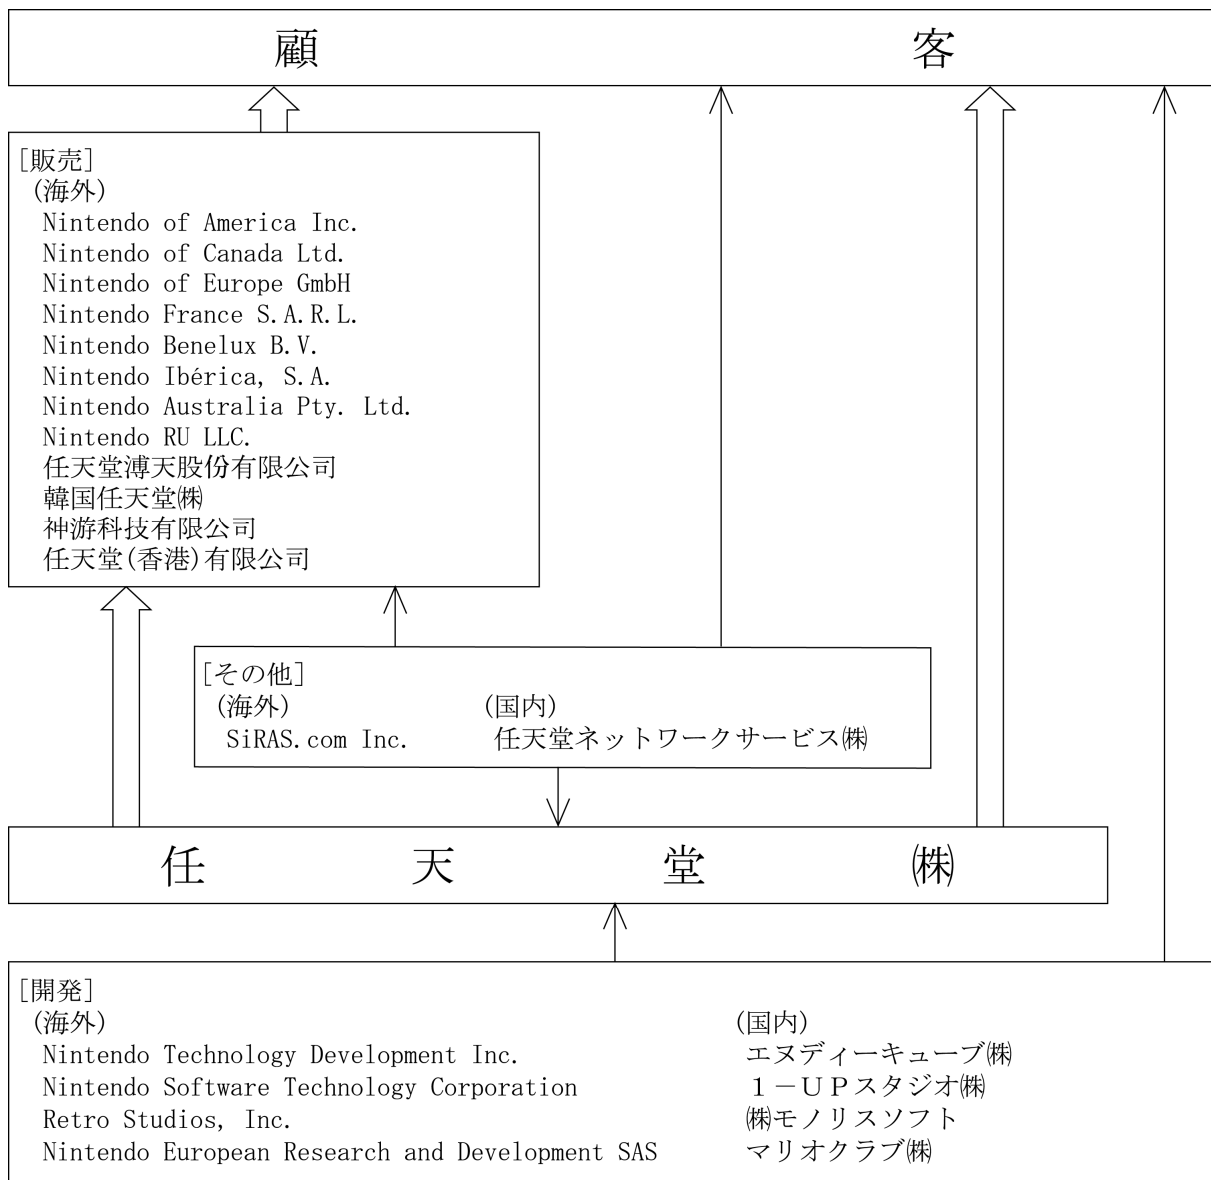 顧客
[販売]
(海外)
Nintendo of America Inc.
Nintendo of Canada Ltd.
Nintendo of Europe GmbH
Nintendo France S.A.R.L.
Nintendo Benelux B.V.
Nintendo Ibérica, S.A.
Nintendo Australia Pty. Ltd.
Nintendo RU LLC.
任天堂溥天股份有限公司
韓国任天堂㈱
神游科技有限公司
任天堂(香港)有限公司
[その他]
(海外) (国内)
SiRAS.com Inc. 任天堂ネットワークサービス㈱
任天堂㈱
[開発]
(海外) (国内)
Nintendo Technology Development Inc. エヌディーキューブ㈱
Nintendo Software Technology Corporation 1-UPスタジオ㈱
Retro Studios, Inc. ㈱モノリスソフト
Nintendo European Research and Development SAS マリオクラブ㈱